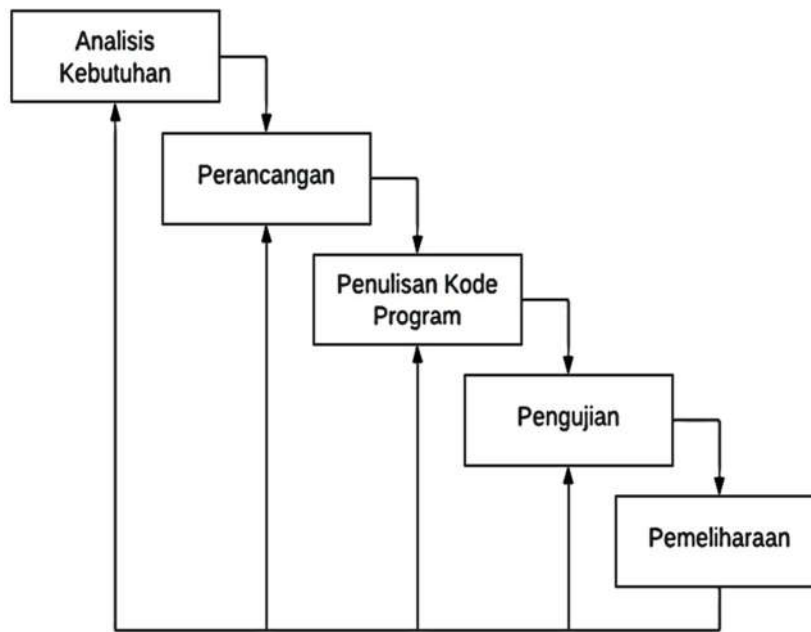 Analisis
Kebutuhan
Perancangan
Penulisan Kode
Program
Pengujian
Pemeliharaan